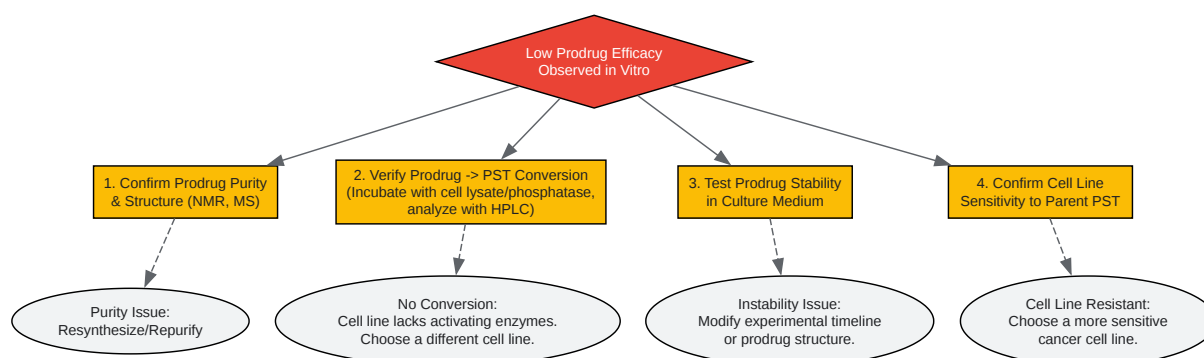 Low Prodrug Efficacy
Observed in Vitro
1. Confirm Prodrug Purity
& Structure (NMR, MS)
2. Verify Prodrug -> PST Conversion
(Incubate with cell lysate/phosphatase,
analyze with HPLC)
3. Test Prodrug Stability
in Culture Medium
4. Confirm Cell Line
Sensitivity to Parent PST
Purity Issue:
Resynthesize/Repurify
No Conversion:
Cell line lacks activating enzymes.
Choose a different cell line.
Instability Issue:
Modify experimental timeline
or prodrug structure.
Cell Line Resistant:
Choose a more sensitive
cancer cell line.